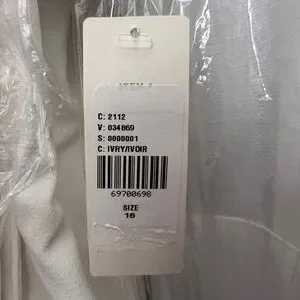 C: 2112
V: 034869
S: 0000001
C: IVRY/IVOIR
69700698
SIZE
16